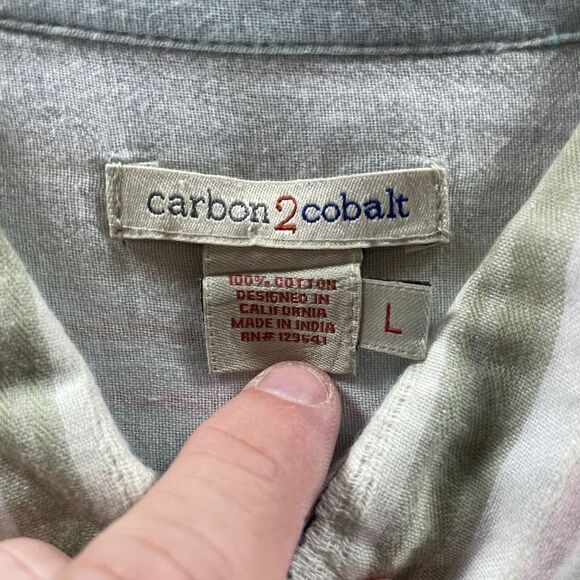 carbon2cobalt
100% COTTON
DESIGNED IN
CALIFORNIA
MADE IN INDIA
RN# 129641
L